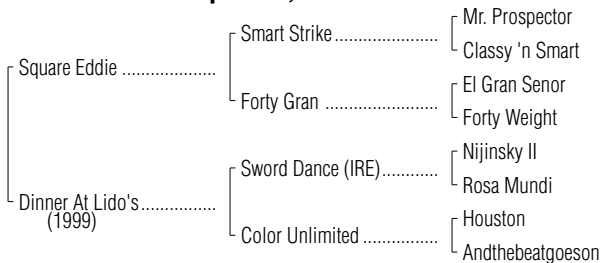 Mr. Prospector
Smart Strike ....................
Classy 'n Smart
Square Eddie ..................
El Gran Senor
Forty Gran ......................
Forty Weight
Nijinsky II
Sword Dance (IRE)...........
Rosa Mundi
Dinner At Lido's..............
(1999)
Houston
Color Unlimited ..............
Andthebeatgoeson